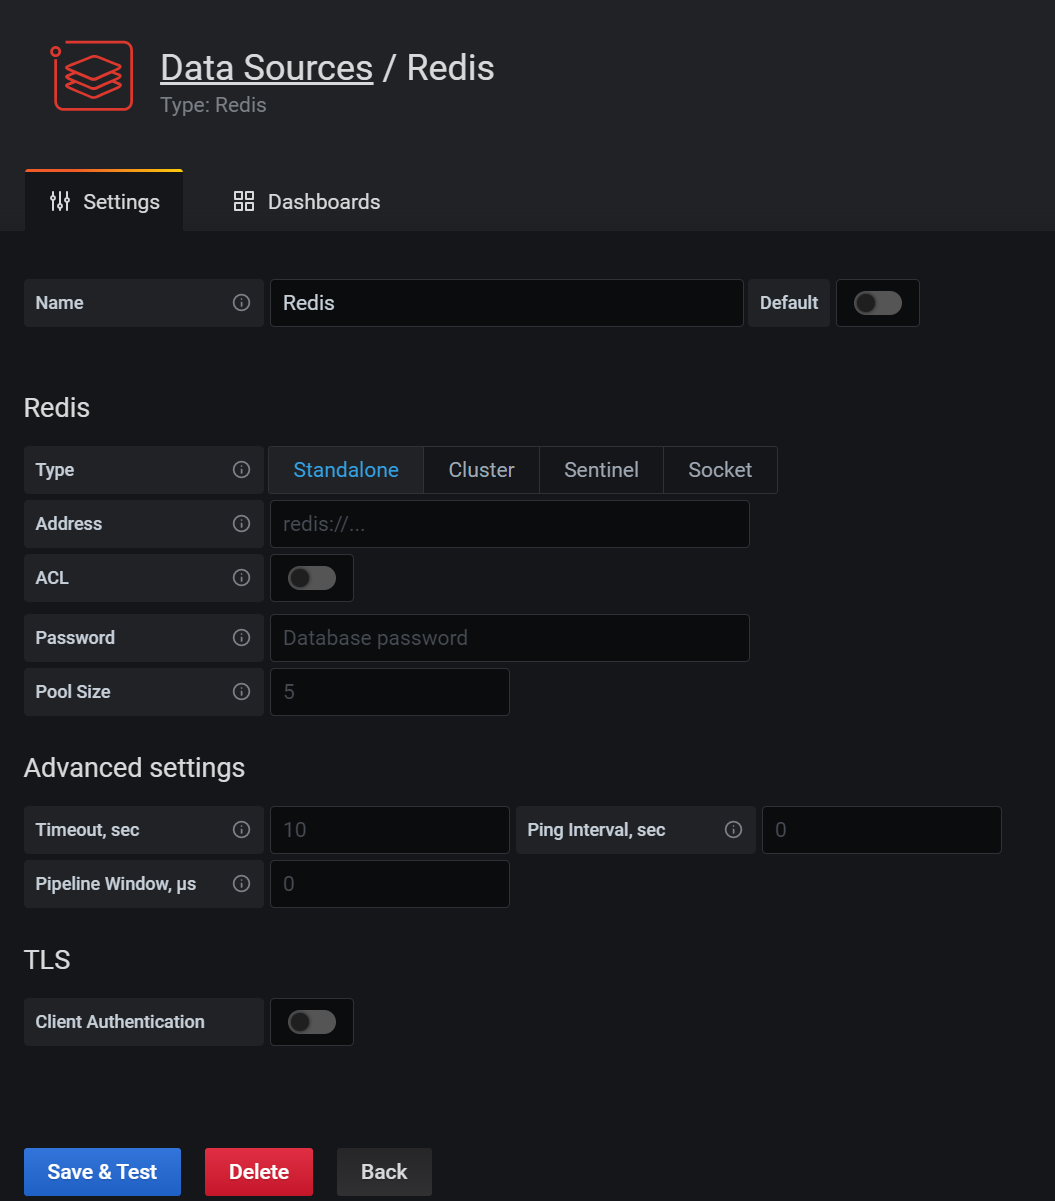 Data Sources / Redis
Type: Redis
Settings Dashboards
Name Redis Default
Redis
Type Standalone Cluster Sentinel Socket
Address redis://...
ACL
Password Database password
Pool Size 5
Advanced settings
Timeout, sec 10 Ping Interval, sec 0
Pipeline Window, μs 0
TLS
Client Authentication
Save & Test Delete Back